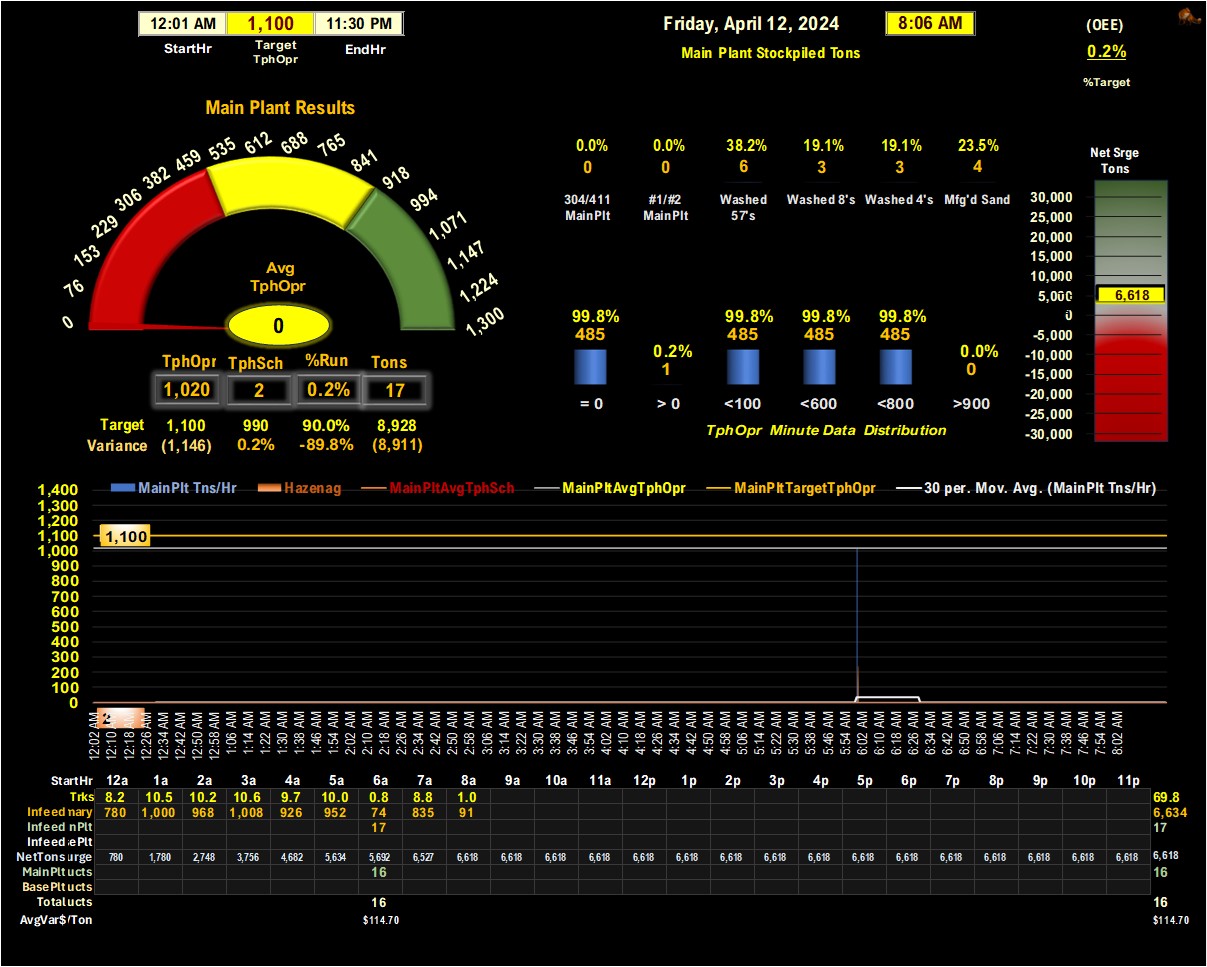 12:01 AM 1,100 11:30 PM
StartHr Target TphOpr EndHr
Friday, April 12, 2024 8:06 AM
Main Plant Stockpiled Tons
(OEE)
0.2%
%Target
Main Plant Results
0 76 153 229 306 382 459 535 612 688 765 841 918 994 1,071 1,147 1,224 1,300
Avg
TphOpr
0
TphOpr TphSch %Run Tons
1,020 2 0.2% 17
Target 1,100 990 90.0% 8,928
Variance (1,146) 0.2% -89.8% (8,911)
0.0% 0.0% 38.2% 19.1% 19.1% 23.5%
0 0 6 3 3 4
304/411 #1/#2 Washed Washed 8's Washed 4's Mfg'd Sand
MainPlt MainPlt 57's
99.8% 99.8% 99.8% 99.8%
485 485 485 485
0.2% 0.0%
1 0
= 0 > 0 <100 <600 <800 >900
TphOpr Minute Data Distribution
Net Srge
Tons
30,000
25,000
20,000
15,000
10,000
5,000
6,618
0
-5,000
-10,000
-15,000
-20,000
-25,000
-30,000
MainPlt Tns/Hr Hazenag MainPltAvgTphSch MainPltAvgTphOpr MainPltTargetTphOpr 30 per. Mov. Avg. (MainPlt Tns/Hr)
1,400
1,300
1,200
1,100 1,100
1,000
900
800
700
600
500
400
300
200
100
0
2
12:02 AM 12:10 AM 12:18 AM 12:26 AM 12:34 AM 12:42 AM 12:50 AM 12:58 AM 1:06 AM 1:14 AM 1:22 AM 1:30 AM 1:38 AM 1:46 AM 1:54 AM 2:02 AM 2:10 AM 2:18 AM 2:26 AM 2:34 AM 2:42 AM 2:50 AM 2:58 AM 3:06 AM 3:14 AM 3:22 AM 3:30 AM 3:38 AM 3:46 AM 3:54 AM 4:02 AM 4:10 AM 4:18 AM 4:26 AM 4:34 AM 4:42 AM 4:50 AM 4:58 AM 5:06 AM 5:14 AM 5:22 AM 5:30 AM 5:38 AM 5:46 AM 5:54 AM 6:02 AM 6:10 AM 6:18 AM 6:26 AM 6:34 AM 6:42 AM 6:50 AM 6:58 AM 7:06 AM 7:14 AM 7:22 AM 7:30 AM 7:38 AM 7:46 AM 7:54 AM 8:02 AM
StartHr 12a 1a 2a 3a 4a 5a 6a 7a 8a 9a 10a 11a 12p 1p 2p 3p 4p 5p 6p 7p 8p 9p 10p 11p
Trks 8.2 10.5 10.2 10.6 9.7 10.0 0.8 8.8 1.0 69.8
Infeed mary 780 1,000 968 1,008 926 952 74 835 91 6,634
Infeed nPlt 17 17
Infeed ePlt
NetTons urge 780 1,780 2,748 3,756 4,682 5,634 5,692 6,527 6,618 6,618 6,618 6,618 6,618 6,618 6,618 6,618 6,618 6,618 6,618 6,618 6,618 6,618 6,618 6,618 6,618
MainPlt ucts 16 16
BasePlt ucts
Total ucts 16 16
AvgVar$/Ton $114.70 $114.70